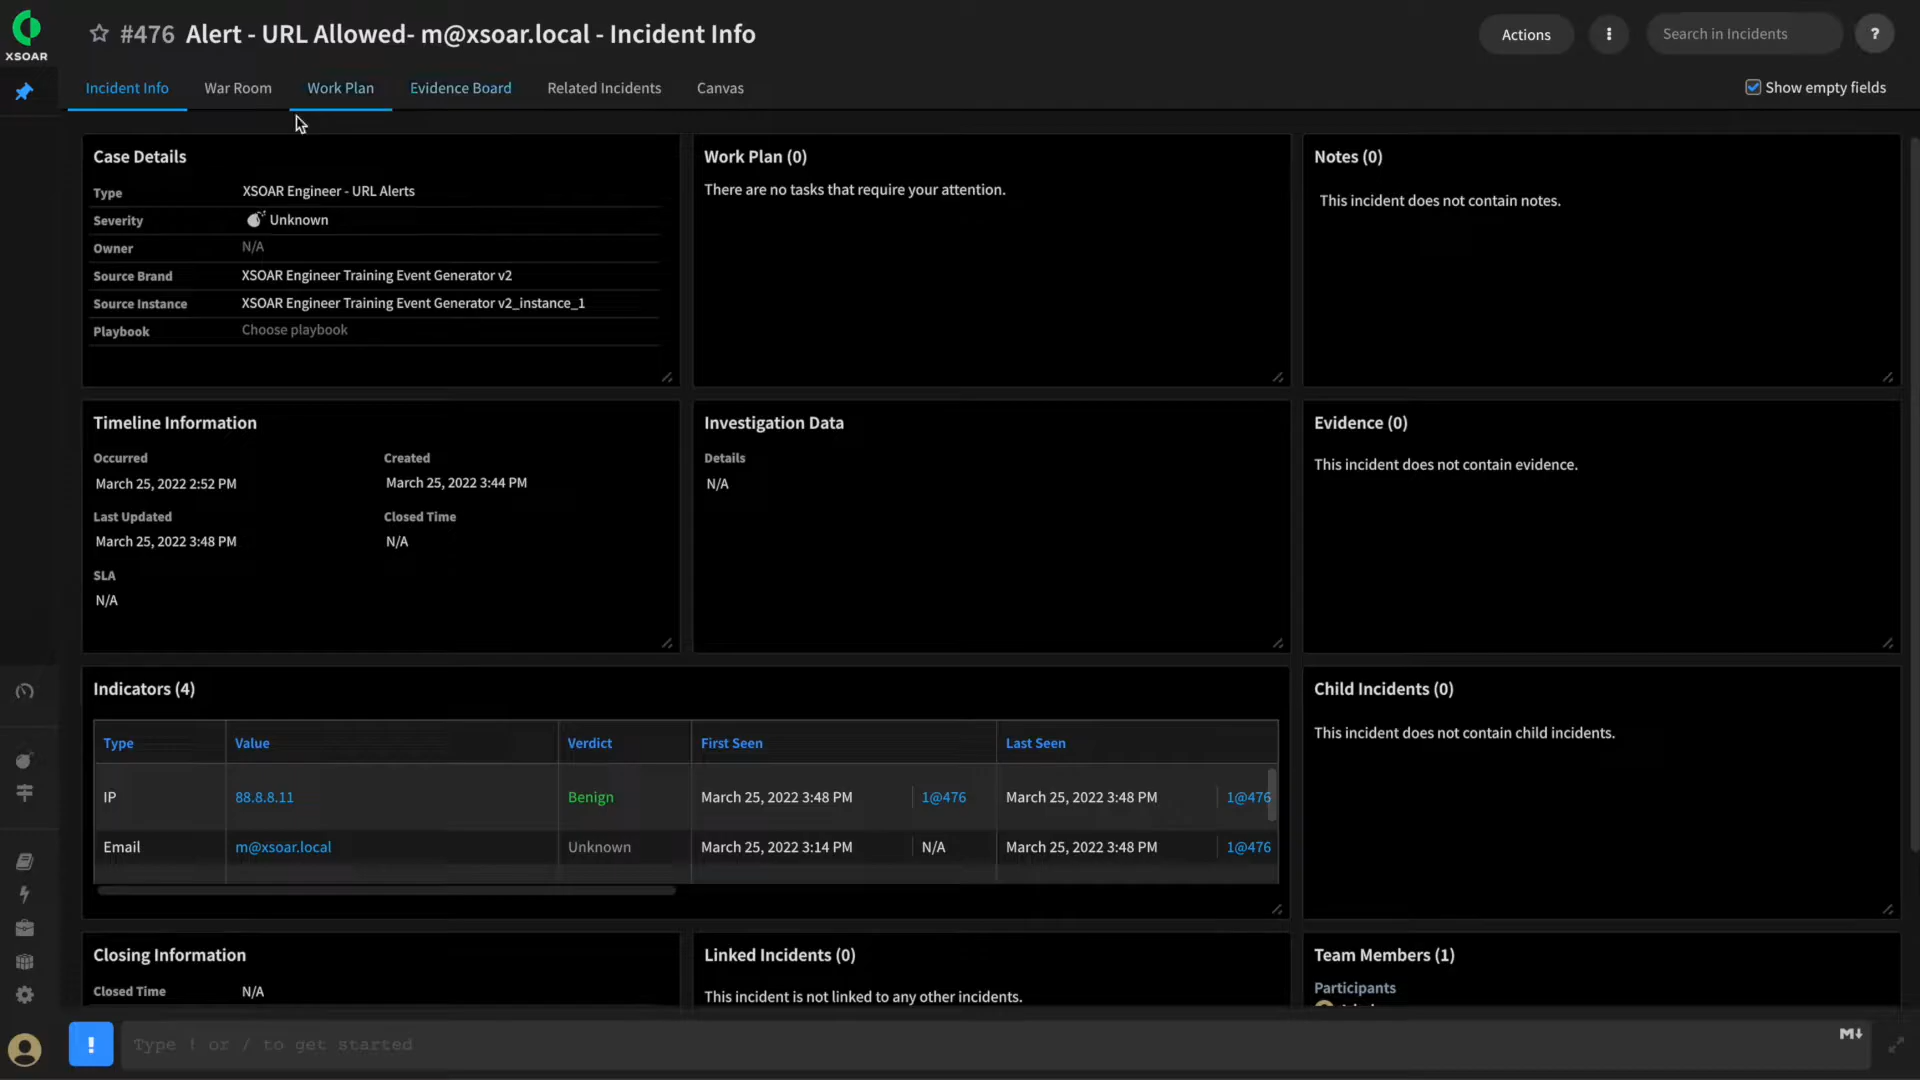 XSOAR
#476 Alert - URL Allowed- m@xsoar.local - Incident Info
Actions
Search in Incidents
?
Incident Info
War Room
Work Plan
Evidence Board
Related Incidents
Canvas
Show empty fields
Case Details
Type XSOAR Engineer - URL Alerts
Severity Unknown
Owner N/A
Source Brand XSOAR Engineer Training Event Generator v2
Source Instance XSOAR Engineer Training Event Generator v2_instance_1
Playbook Choose playbook
Work Plan (0)
There are no tasks that require your attention.
Notes (0)
This incident does not contain notes.
Timeline Information
Occurred Created
March 25, 2022 2:52 PM March 25, 2022 3:44 PM
Last Updated Closed Time
March 25, 2022 3:48 PM N/A
SLA
N/A
Investigation Data
Details
N/A
Evidence (0)
This incident does not contain evidence.
Indicators (4)
Type Value Verdict First Seen Last Seen
IP 88.8.8.11 Benign March 25, 2022 3:48 PM 1@476 March 25, 2022 3:48 PM 1@476
Email m@xsoar.local Unknown March 25, 2022 3:14 PM N/A March 25, 2022 3:48 PM 1@476
Child Incidents (0)
This incident does not contain child incidents.
Closing Information
Closed Time N/A
Linked Incidents (0)
This incident is not linked to any other incidents.
Team Members (1)
Participants
! Type ! or / to get started
M↓